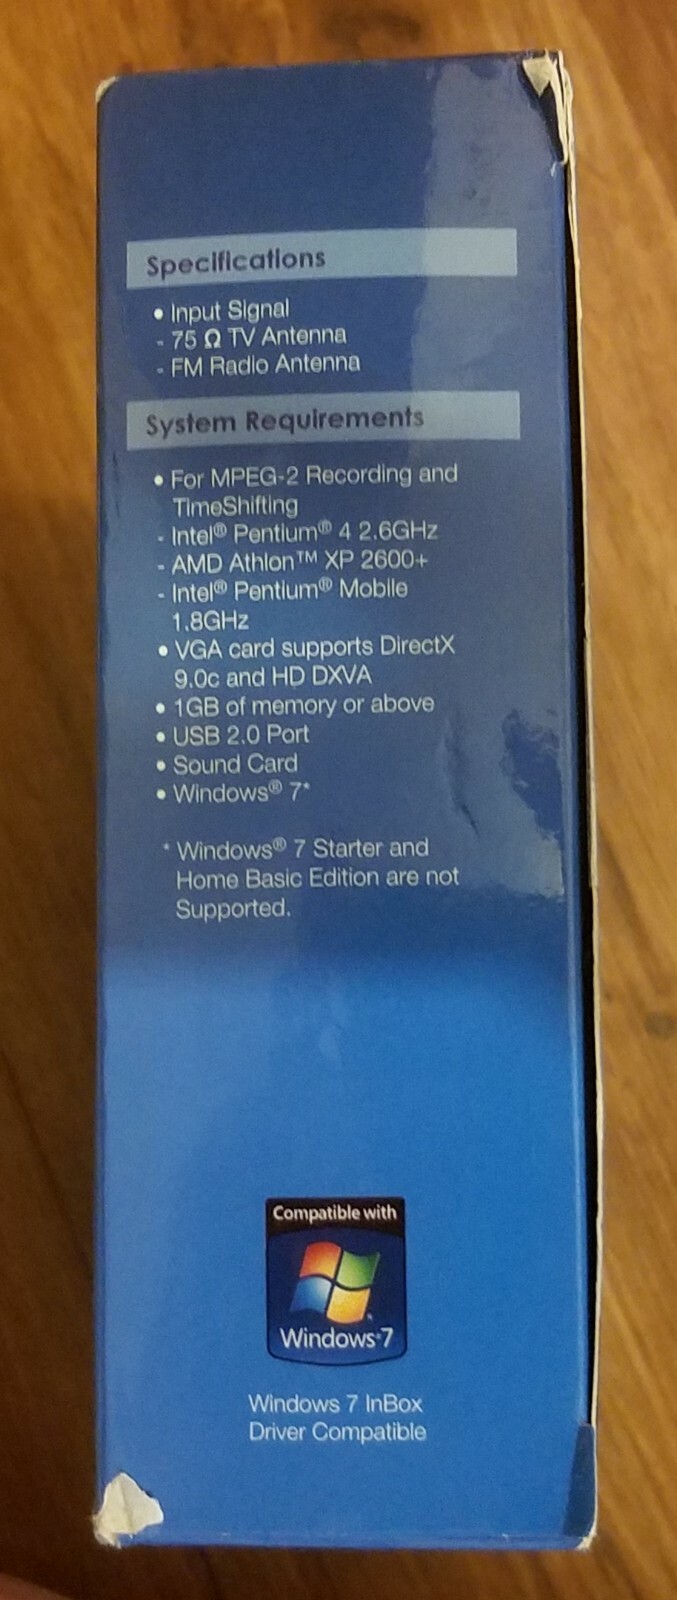 Specifications
• Input Signal
- 75 Ω TV Antenna
- FM Radio Antenna
System Requirements
• For MPEG-2 Recording and
TimeShifting
- Intel® Pentium® 4 2.6GHz
- AMD Athlon™ XP 2600+
- Intel® Pentium® Mobile
1.8GHz
• VGA card supports DirectX
9.0c and HD DXVA
• 1GB of memory or above
• USB 2.0 Port
• Sound Card
• Windows® 7*
* Windows® 7 Starter and
Home Basic Edition are not
Supported.
Compatible with
Windows® 7
Windows 7 InBox
Driver Compatible